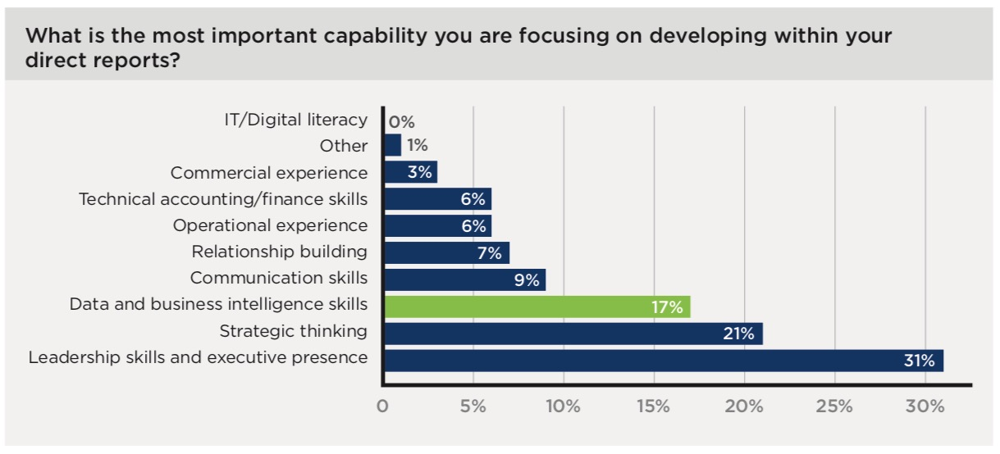 What is the most important capability you are focusing on developing within your
direct reports?
IT/Digital literacy 0%
Other 1%
Commercial experience 3%
Technical accounting/finance skills 6%
Operational experience 6%
Relationship building 7%
Communication skills 9%
Data and business intelligence skills 17%
Strategic thinking 21%
Leadership skills and executive presence 31%
0 5% 10% 15% 20% 25% 30%